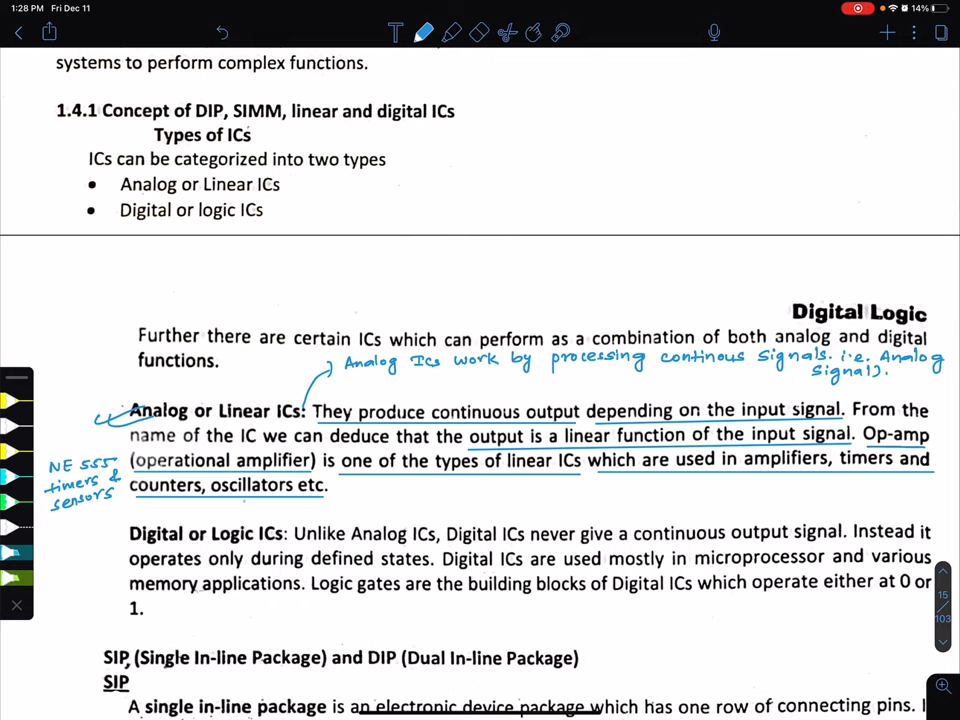 1:28 PM Fri Dec 11
14%
systems to perform complex functions.
1.4.1 Concept of DIP, SIMM, linear and digital ICs
Types of ICs
ICs can be categorized into two types
• Analog or Linear ICs
• Digital or logic ICs
Digital Logic
Further there are certain ICs which can perform as a combination of both analog and digital
functions.
Analog ICs work by processing continous signals. i.e. Analog
signals.
Analog or Linear ICs: They produce continuous output depending on the input signal. From the
name of the IC we can deduce that the output is a linear function of the input signal. Op-amp
(operational amplifier) is one of the types of linear ICs which are used in amplifiers, timers and
counters, oscillators etc.
NE 555
timers &
sensors
Digital or Logic ICs: Unlike Analog ICs, Digital ICs never give a continuous output signal. Instead it
operates only during defined states. Digital ICs are used mostly in microprocessor and various
memory applications. Logic gates are the building blocks of Digital ICs which operate either at 0 or
1.
15
103
SIP (Single In-line Package) and DIP (Dual In-line Package)
SIP
A single in-line package is an electronic device package which has one row of connecting pins. I